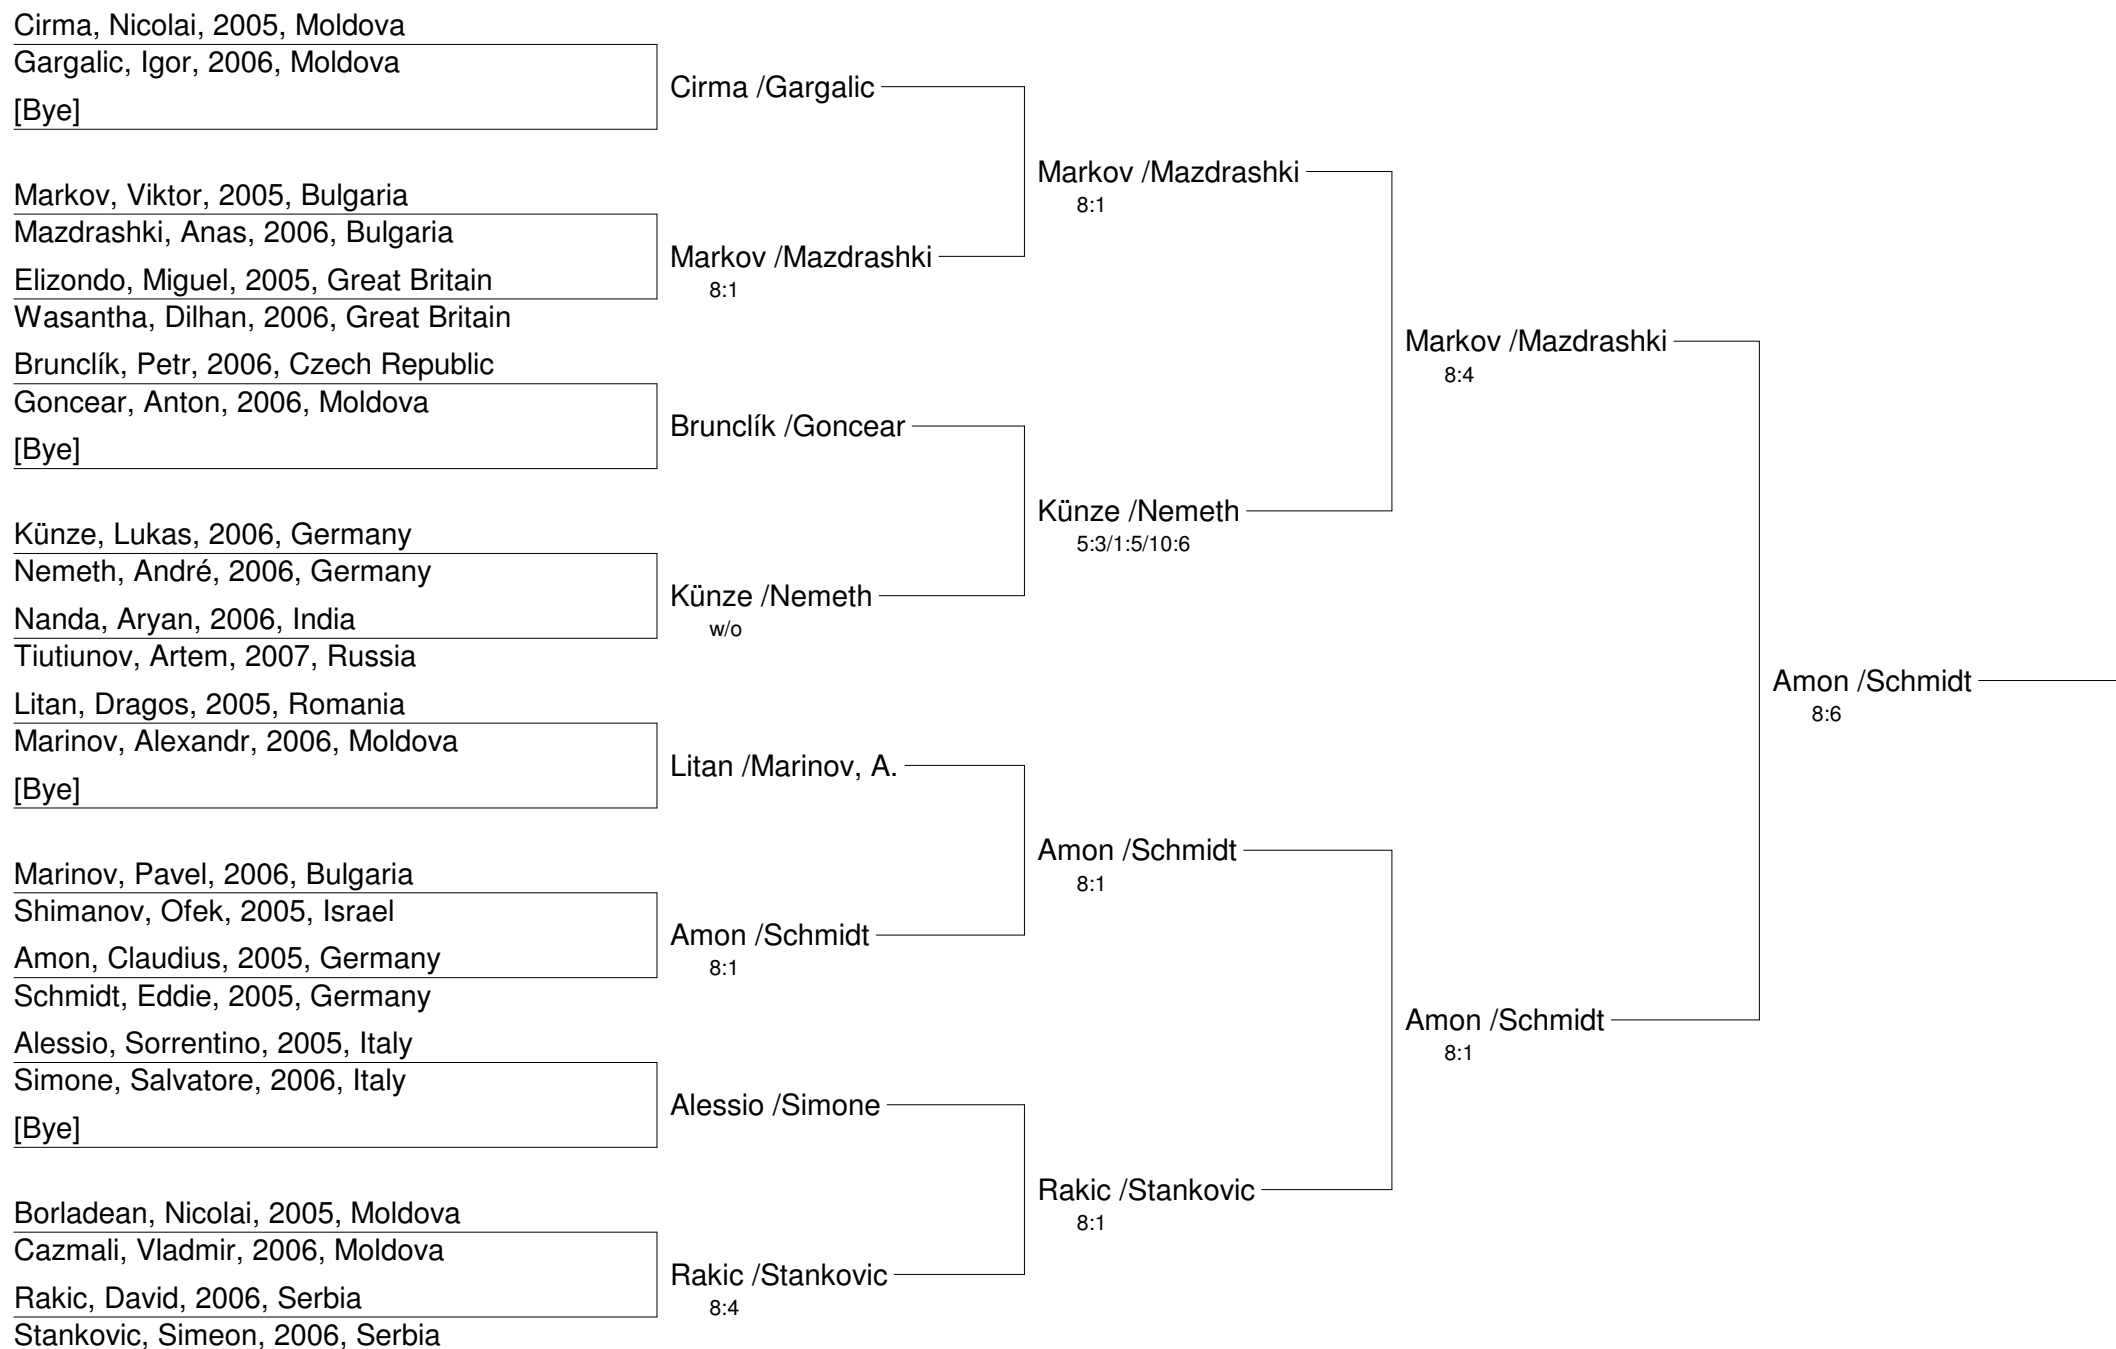 Cirma, Nicolai, 2005, Moldova
Gargalic, Igor, 2006, Moldova
[Bye]
Markov, Viktor, 2005, Bulgaria
Mazdrashki, Anas, 2006, Bulgaria
Elizondo, Miguel, 2005, Great Britain
Wasantha, Dilhan, 2006, Great Britain
Brunclík, Petr, 2006, Czech Republic
Goncear, Anton, 2006, Moldova
[Bye]
Künze, Lukas, 2006, Germany
Nemeth, André, 2006, Germany
Nanda, Aryan, 2006, India
Tiutiunov, Artem, 2007, Russia
Litan, Dragos, 2005, Romania
Marinov, Alexandr, 2006, Moldova
[Bye]
Marinov, Pavel, 2006, Bulgaria
Shimanov, Ofek, 2005, Israel
Amon, Claudius, 2005, Germany
Schmidt, Eddie, 2005, Germany
Alessio, Sorrentino, 2005, Italy
Simone, Salvatore, 2006, Italy
[Bye]
Borladean, Nicolai, 2005, Moldova
Cazmali, Vladmir, 2006, Moldova
Rakic, David, 2006, Serbia
Stankovic, Simeon, 2006, Serbia
Cirma /Gargalic
Markov /Mazdrashki
8:1
Brunclík /Goncear
Künze /Nemeth
w/o
Litan /Marinov, A.
Amon /Schmidt
8:1
Alessio /Simone
Rakic /Stankovic
8:4
Markov /Mazdrashki
8:1
Künze /Nemeth
5:3/1:5/10:6
Amon /Schmidt
8:1
Rakic /Stankovic
8:1
Markov /Mazdrashki
8:4
Amon /Schmidt
8:1
Amon /Schmidt
8:6